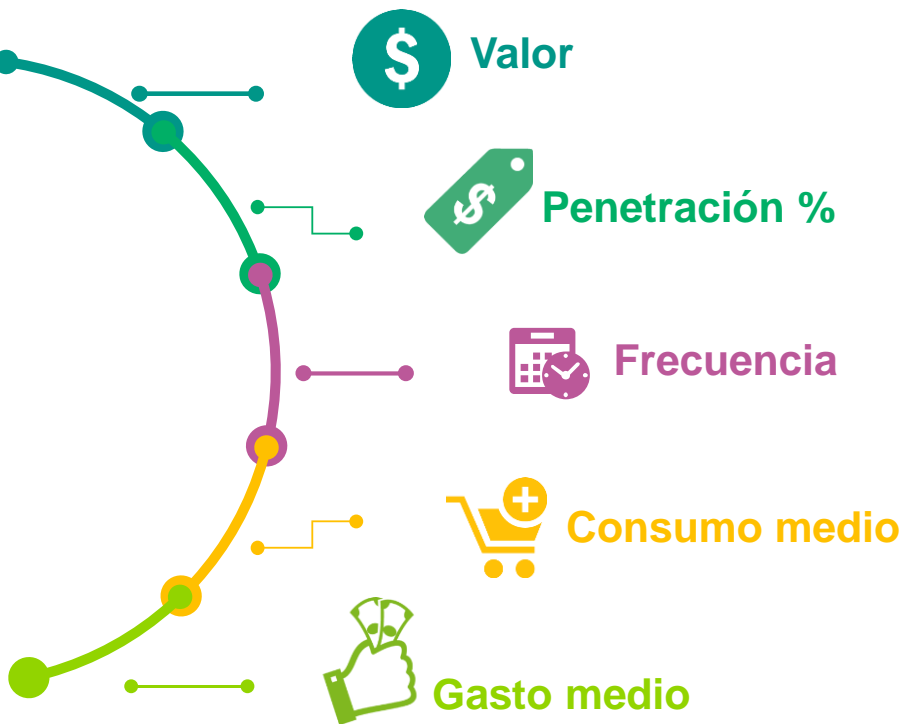 $ Valor
$
Penetración %
Frecuencia
Consumo medio
Gasto medio